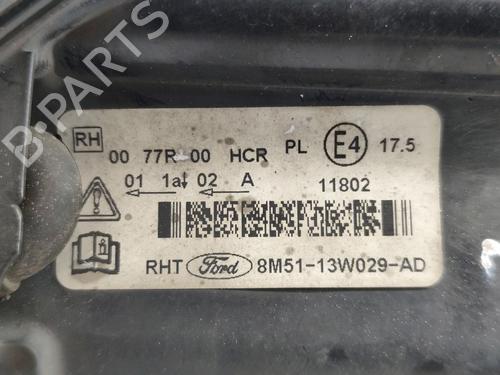 B-PARTS
RH
00 77R-00 HCR PL E4 17.5
01 1a 02 A 11802
RHT Ford 8M51-13W029-AD